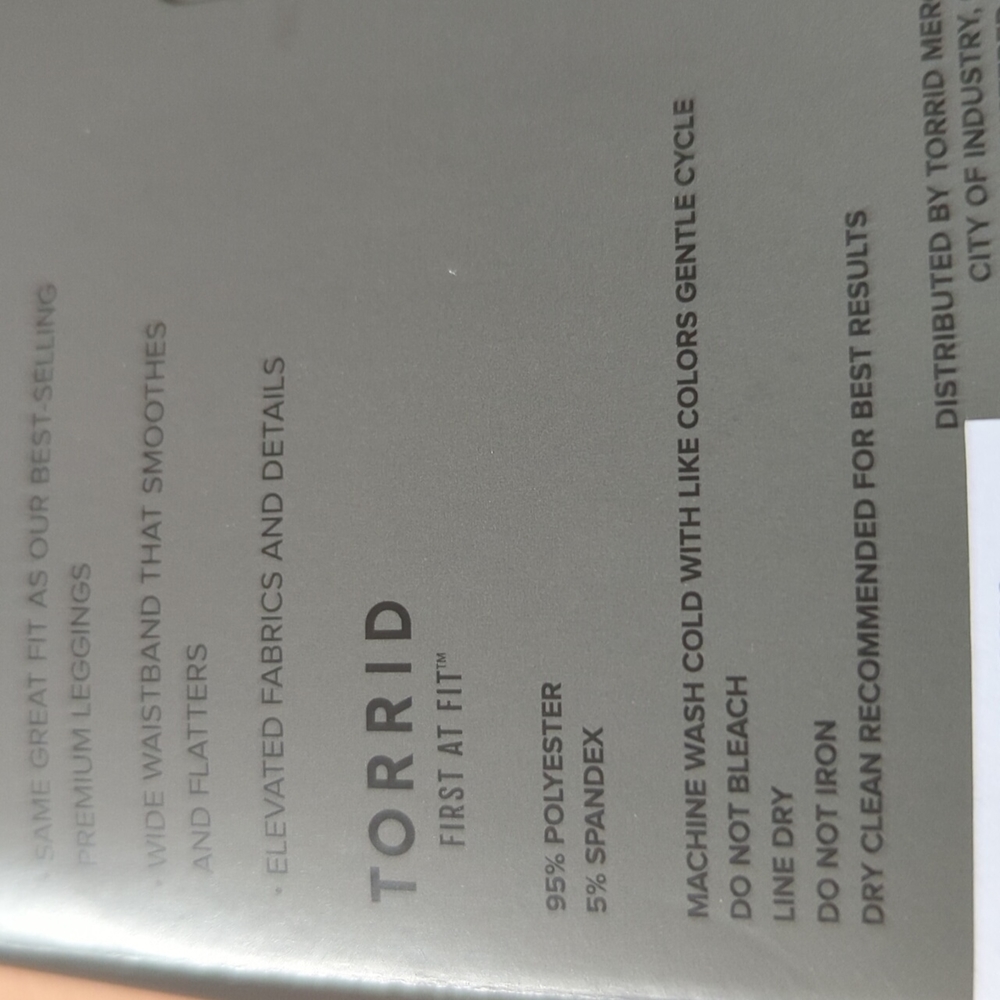 • SAME GREAT FIT AS OUR BEST-SELLING
PREMIUM LEGGINGS
• WIDE WAISTBAND THAT SMOOTHES
AND FLATTERS
• ELEVATED FABRICS AND DETAILS
TORRID
FIRST AT FIT™
95% POLYESTER
5% SPANDEX
MACHINE WASH COLD WITH LIKE COLORS GENTLE CYCLE
DO NOT BLEACH
LINE DRY
DO NOT IRON
DRY CLEAN RECOMMENDED FOR BEST RESULTS
DISTRIBUTED BY TORRID
CITY OF INDUSTRY,